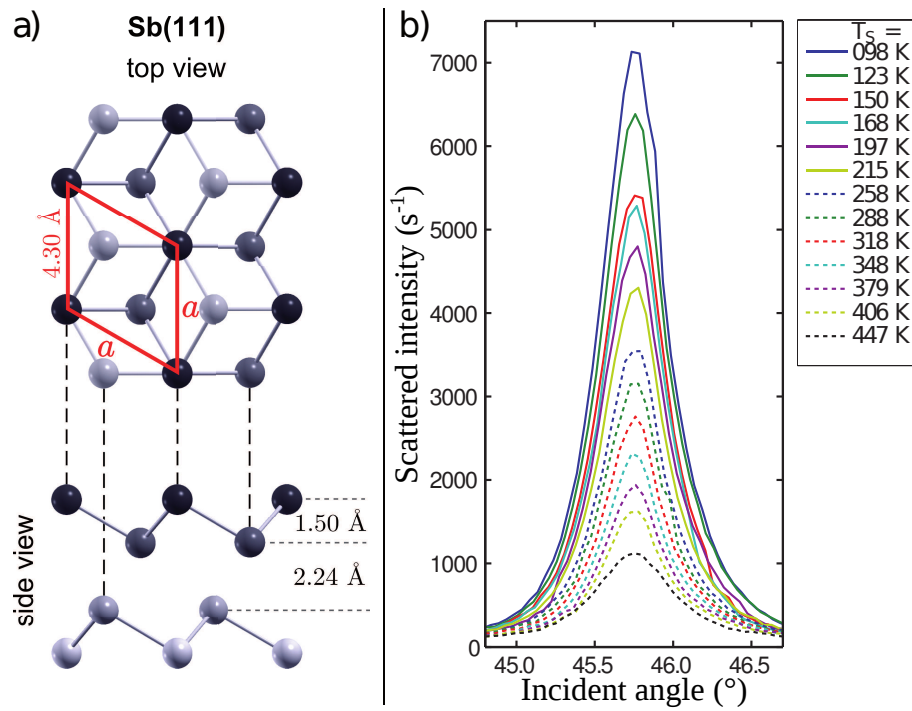 a)
Sb(111)
top view
4.30 Å
a
a
side view
1.50 Å
2.24 Å
b)
Scattered intensity (s⁻¹)
7000
6000
5000
4000
3000
2000
1000
0
45.0 45.5 46.0 46.5
Incident angle (°)
T_S =
098 K
123 K
150 K
168 K
197 K
215 K
258 K
288 K
318 K
348 K
379 K
406 K
447 K